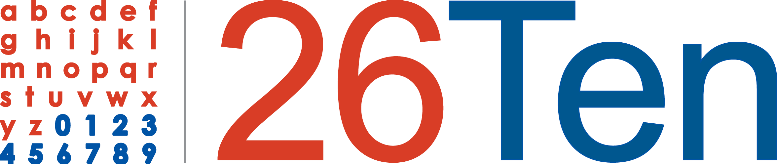 a b c d e f
g h i j k l
m n o p q r
s t u v w x
y z 0 1 2 3
4 5 6 7 8 9
26Ten